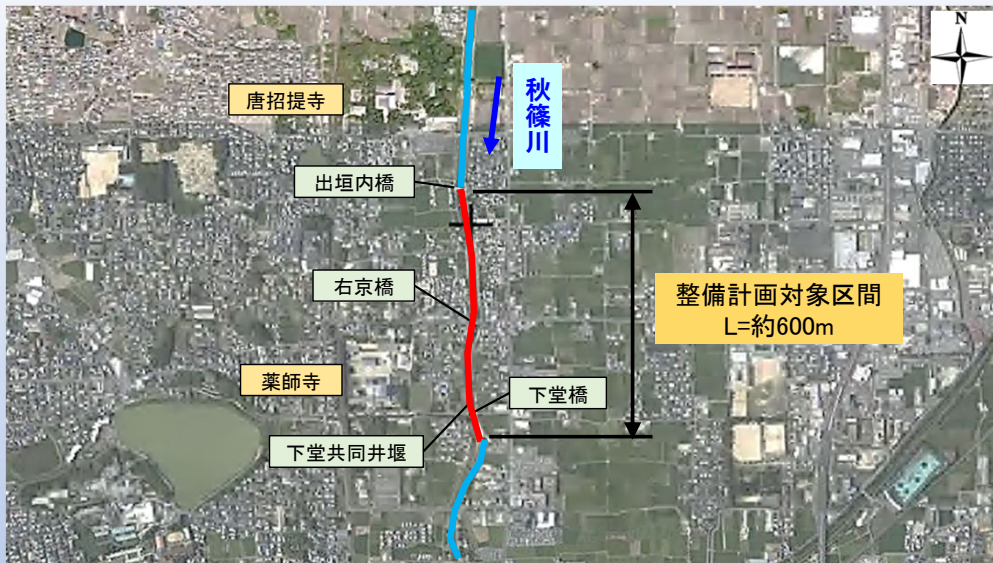 N
秋篠川
唐招提寺
出垣内橋
右京橋
整備計画対象区間
L=約600m
薬師寺
下堂橋
下堂共同井堰